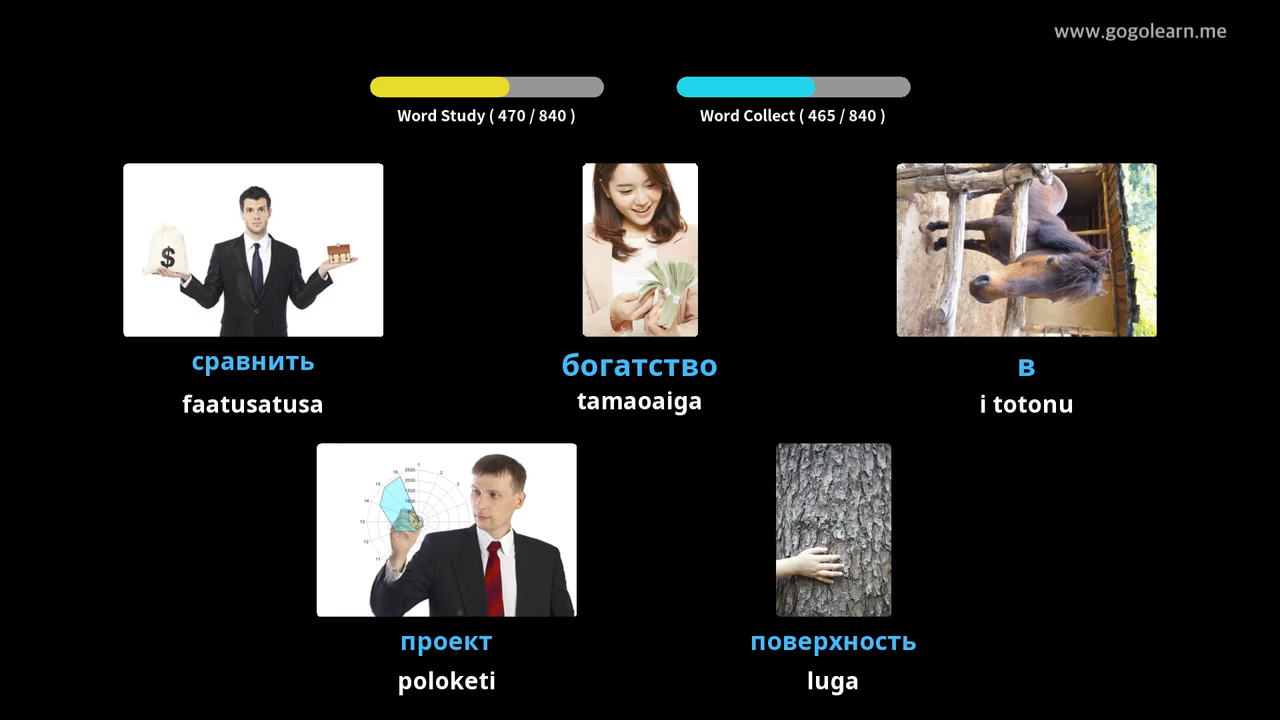 www.gogolearn.me
Word Study ( 470 / 840 )
Word Collect ( 465 / 840 )
$
сравнить
faatusatusa
богатство
tamaoaiga
в
i totonu
проект
poloketi
поверхность
luga